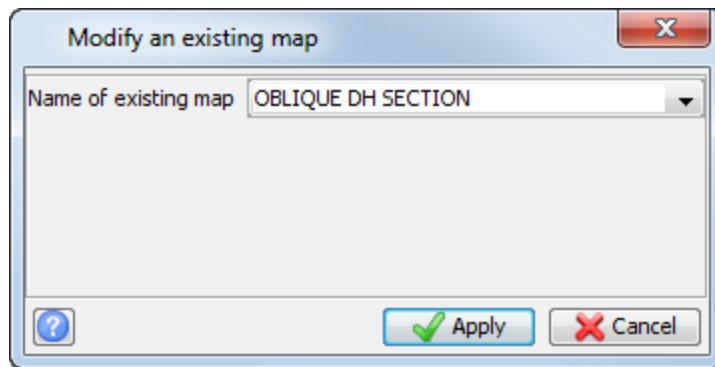 Modify an existing map
Name of existing map OBLIQUE DH SECTION
? Apply Cancel